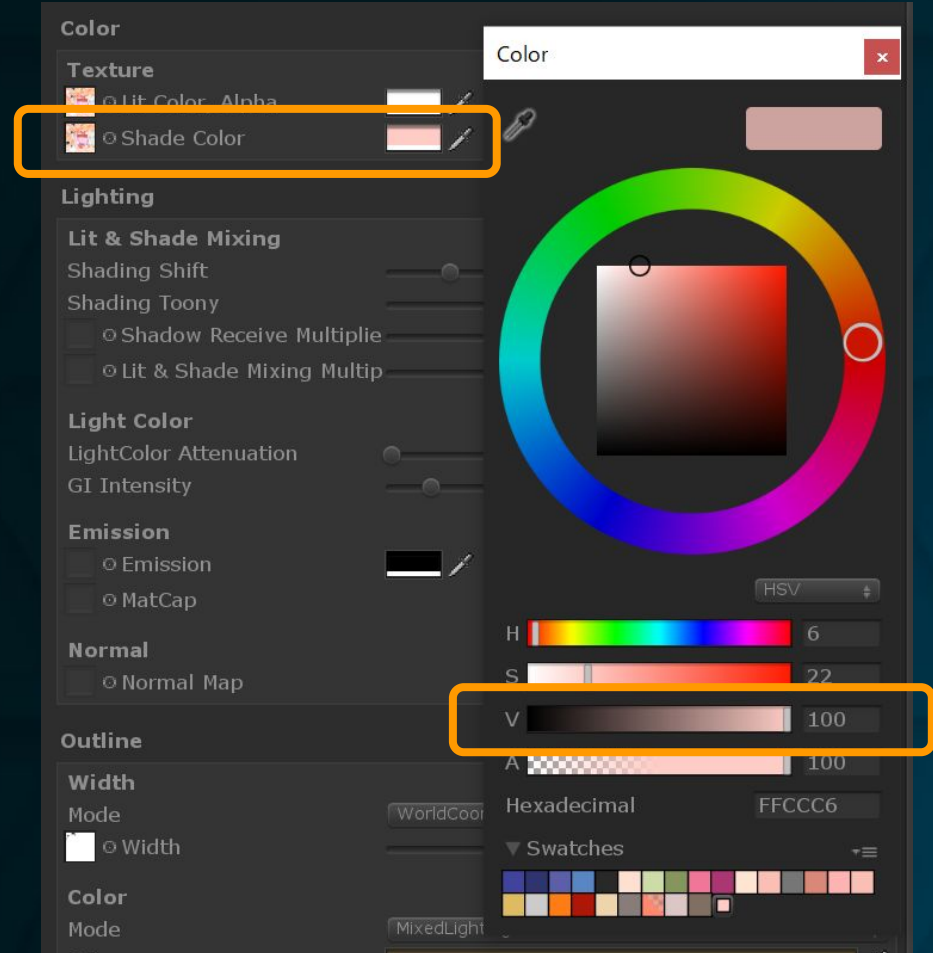 Color
Texture
Lit Color, Alpha
Shade Color
Lighting
Lit & Shade Mixing
Shading Shift
Shading Toony
Shadow Receive Multiplie
Lit & Shade Mixing Multip
Light Color
LightColor Attenuation
GI Intensity
Emission
Emission
MatCap
Normal
Normal Map
Outline
Width
Mode WorldCoor
Width
Color
Mode MixedLight
Color
x
HSV
H 6
S 22
V 100
A 100
Hexadecimal FFCCC6
Swatches